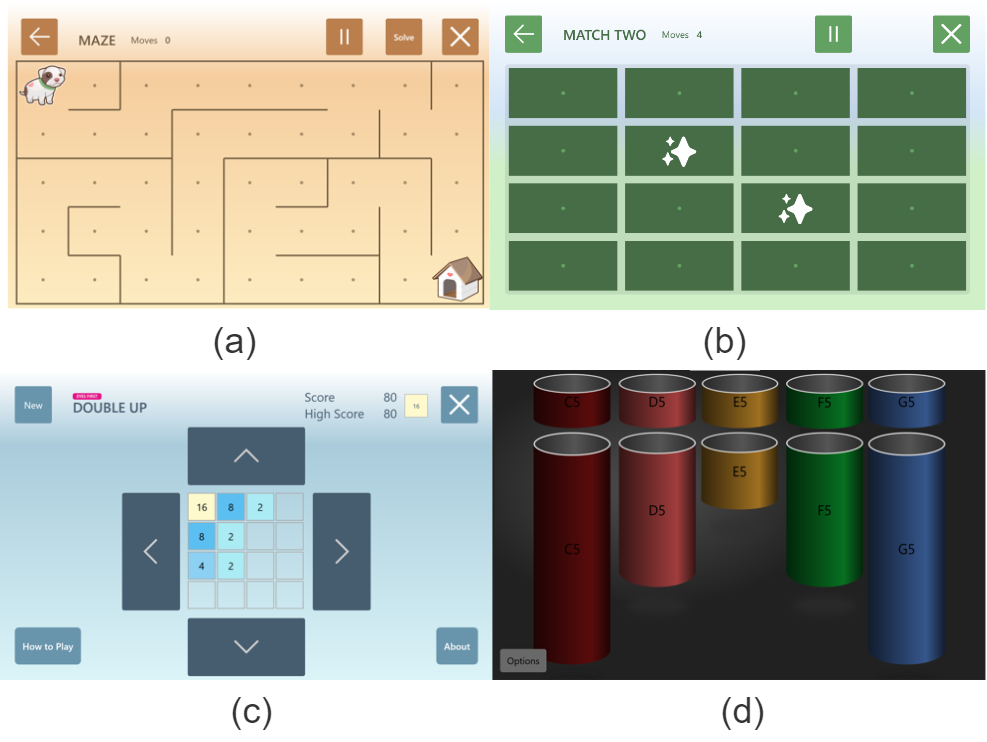 MAZE Moves 0 Solve
MATCH TWO Moves 4
(a) (b)
New DOUBLE UP Score 80 16
High Score 80
16 8 2
8 2
4 2
How to Play About
C5 D5 E5 F5 G5
E5
D5 F5
C5 G5
Options
(c) (d)